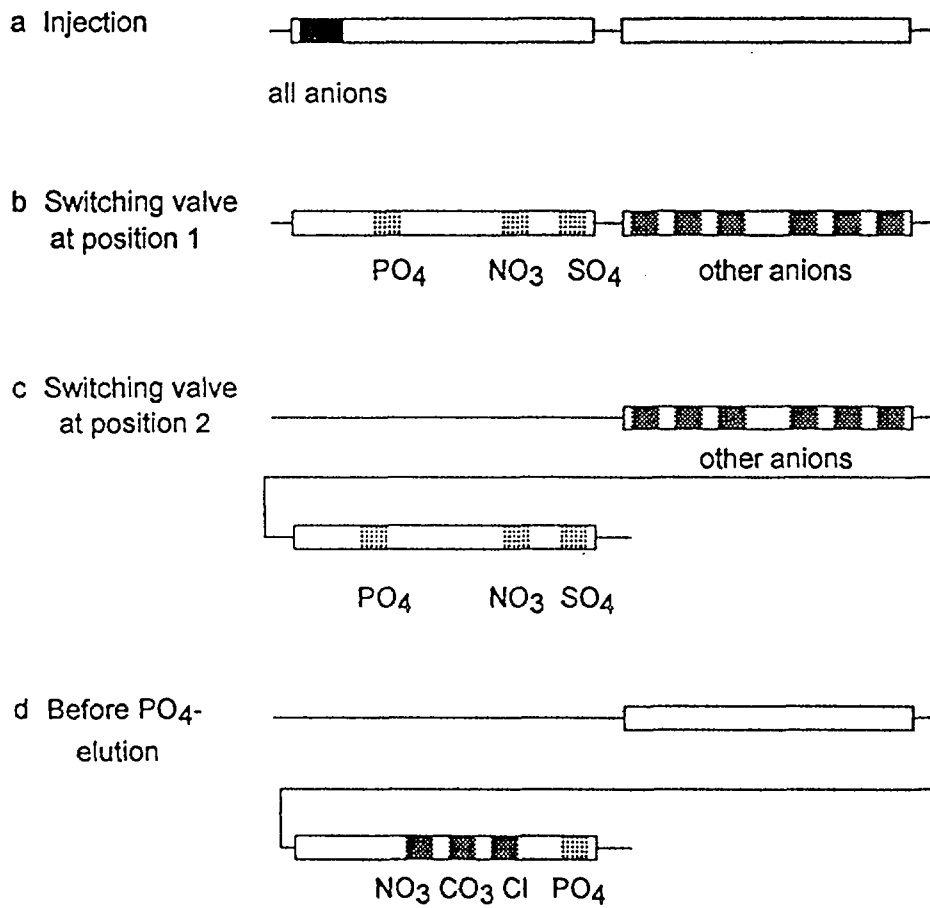 a Injection
all anions
b Switching valve
at position 1
PO4 NO3 SO4 other anions
c Switching valve
at position 2
other anions
PO4 NO3 SO4
d Before PO4-
elution
NO3 CO3 Cl PO4